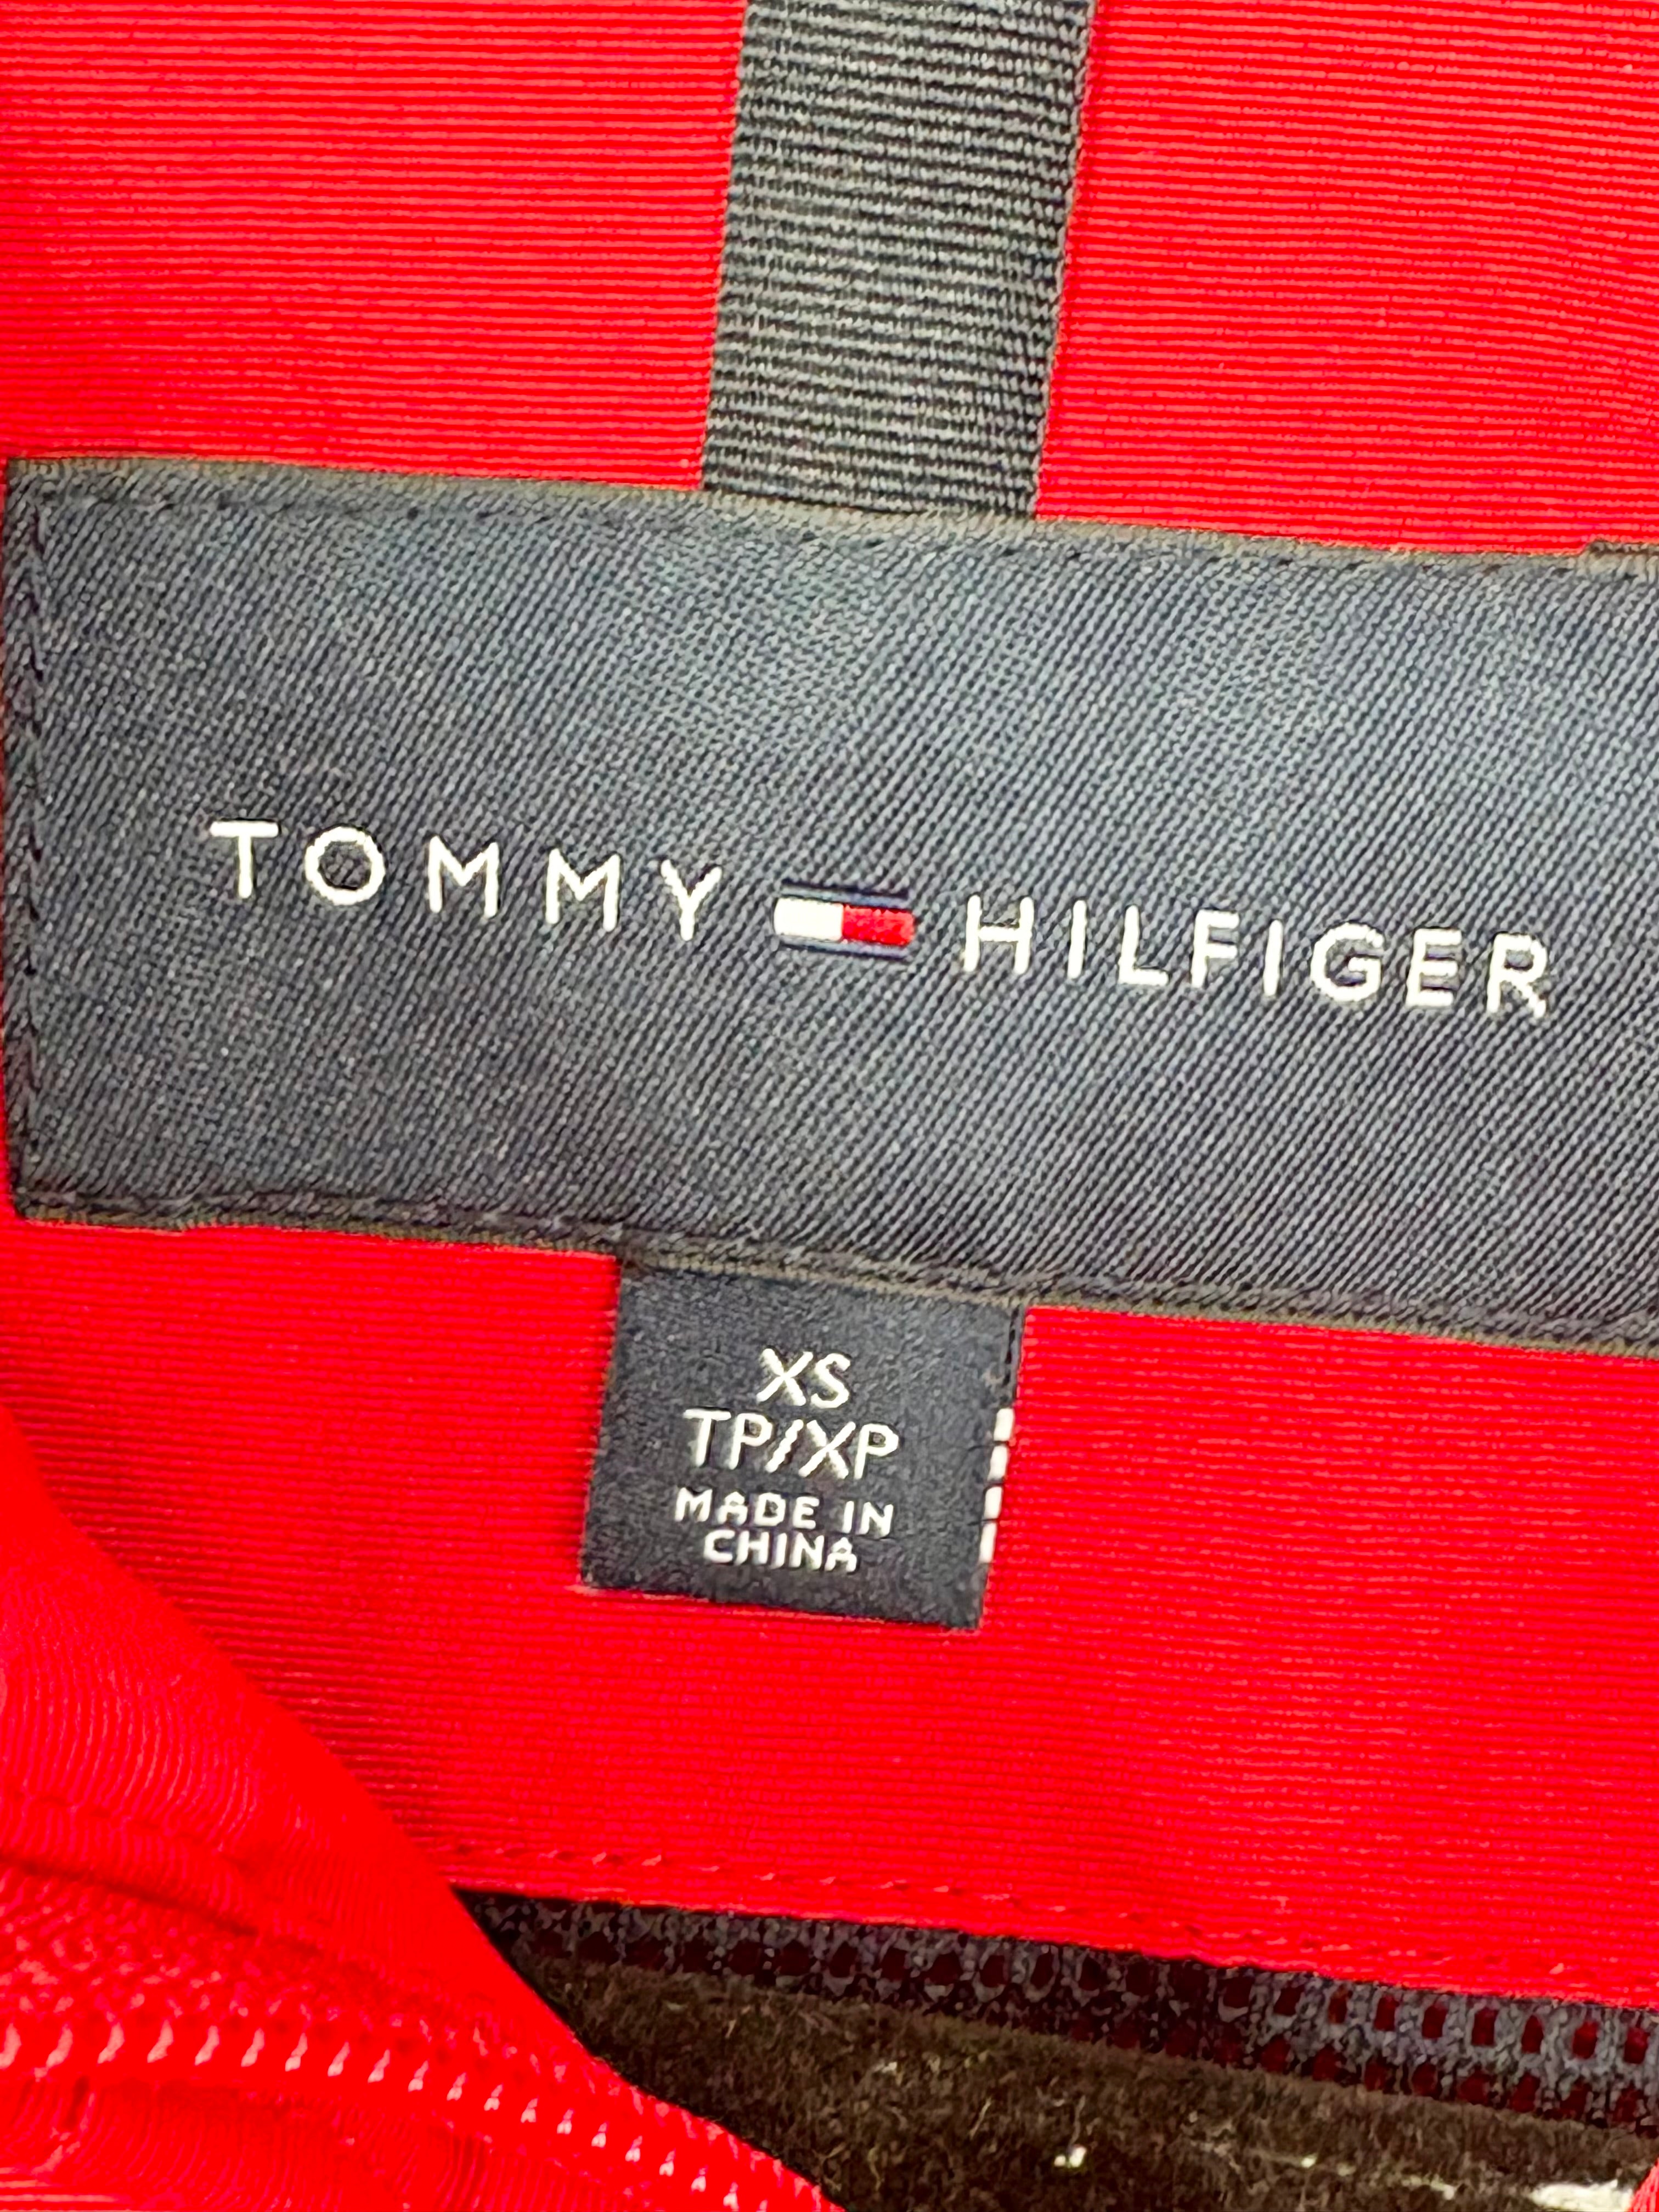 TOMMY HILFIGER
XS
TP/XP
MADE IN
CHINA